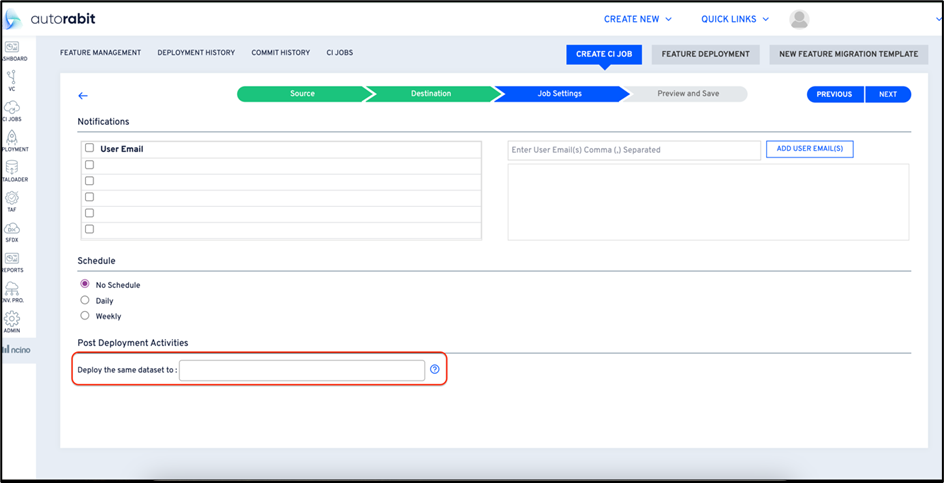 autorabit
CREATE NEW
QUICK LINKS
FEATURE MANAGEMENT
DEPLOYMENT HISTORY
COMMIT HISTORY
CI JOBS
CREATE CI JOB
FEATURE DEPLOYMENT
NEW FEATURE MIGRATION TEMPLATE
SHBOARD
VC
CI JOBS
PLOYMENT
TALOADER
TAF
SFDX
REPORTS
ENV. PRO.
ADMIN
ncino
Source
Destination
Job Settings
Preview and Save
PREVIOUS
NEXT
Notifications
User Email
Enter User Email(s) Comma (,) Separated
ADD USER EMAIL(S)
Schedule
No Schedule
Daily
Weekly
Post Deployment Activities
Deploy the same dataset to :
?